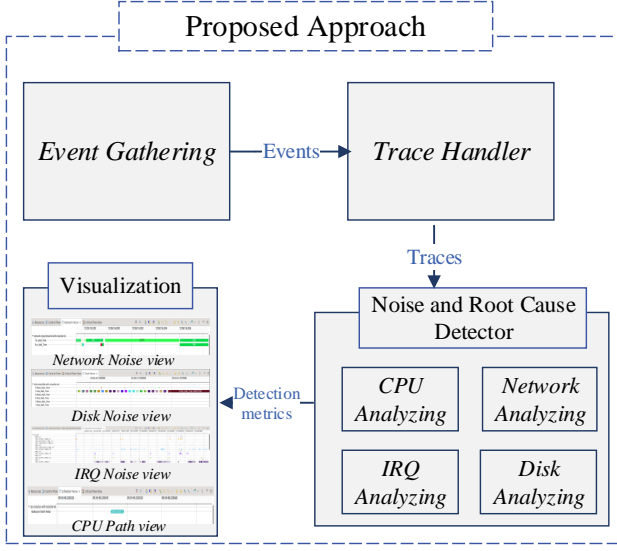 Proposed Approach
Event Gathering
Events
Trace Handler
Traces
Visualization
Network Noise view
Disk Noise view
IRQ Noise view
CPU Path view
Detection
metrics
Noise and Root Cause
Detector
CPU
Analyzing
Network
Analyzing
IRQ
Analyzing
Disk
Analyzing